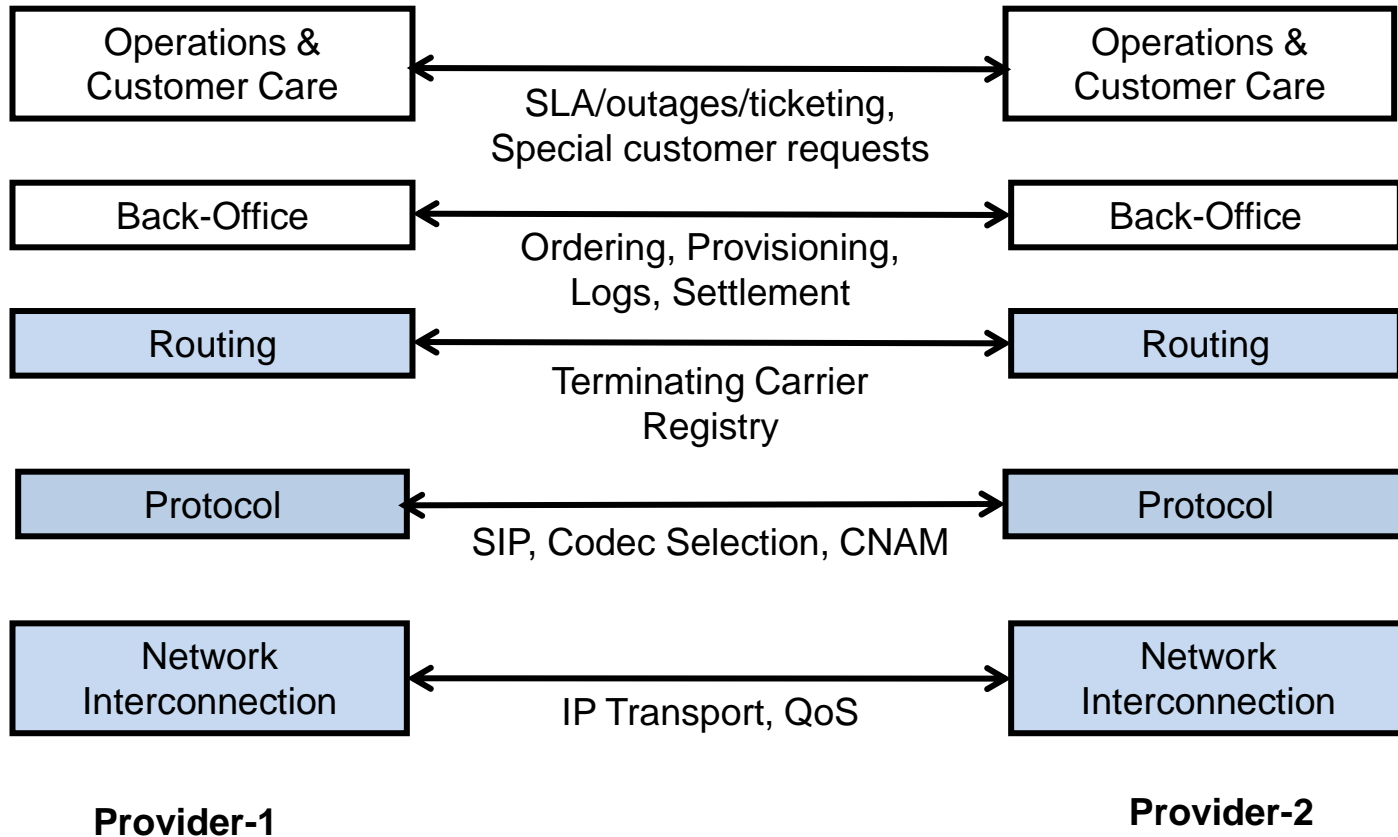 Operations &
Customer Care
Operations &
Customer Care
SLA/outages/ticketing,
Special customer requests
Back-Office
Back-Office
Ordering, Provisioning,
Logs, Settlement
Routing
Routing
Terminating Carrier
Registry
Protocol
Protocol
SIP, Codec Selection, CNAM
Network
Interconnection
Network
Interconnection
IP Transport, QoS
Provider-1
Provider-2